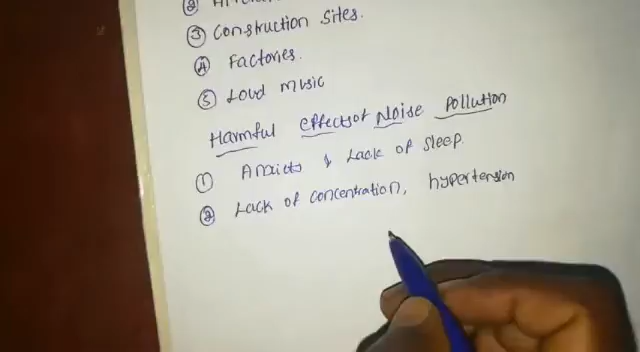 ③ Construction Sites.
④ Factories.
⑤ Loud music
Harmful effects of Noise Pollution
① Anxiety & Lack of sleep.
② Lack of concentration, hypertension